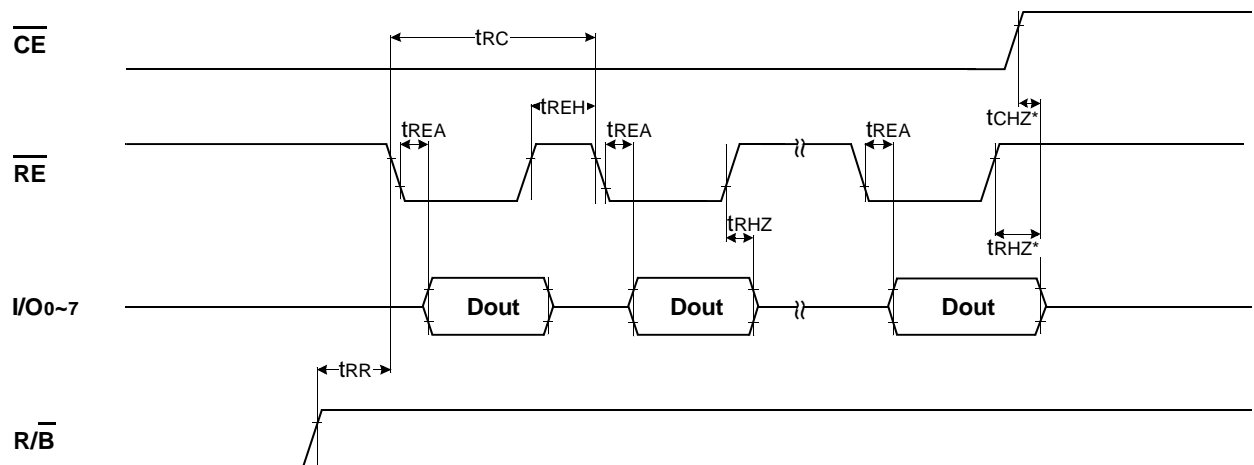 CE
tRC
tREH
tCHZ*
tREA
tREA
tREA
RE
tRHZ
tRHZ*
I/O0~7
Dout
Dout
Dout
tRR
R/B